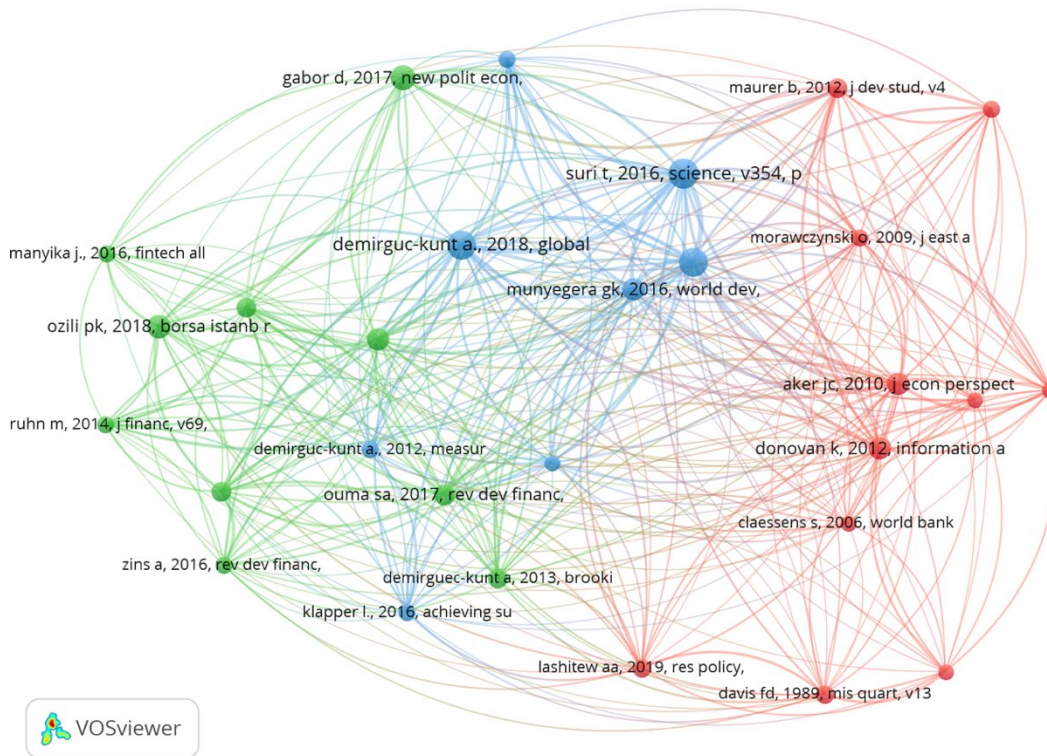 gabor d, 2017, new polit econ,
maurer b, 2012, j dev stud, v4
suri t, 2016, science, v354, p
demirguc-kunt a., 2018, global
morawczynski o, 2009, j east a
manyika j., 2016, fintech all
munyegera gk, 2016, world dev,
ozili pk, 2018, borsa istanb r
aker jc, 2010, j econ perspect
ruhn m, 2014, j financ, v69,
demirguc-kunt a., 2012, measur
donovan k, 2012, information a
ouma sa, 2017, rev dev financ,
claessens s, 2006, world bank
zins a, 2016, rev dev financ,
demirguec-kunt a, 2013, brooki
klapper l., 2016, achieving su
lashitew aa, 2019, res policy,
davis fd, 1989, mis quart, v13
VOSviewer